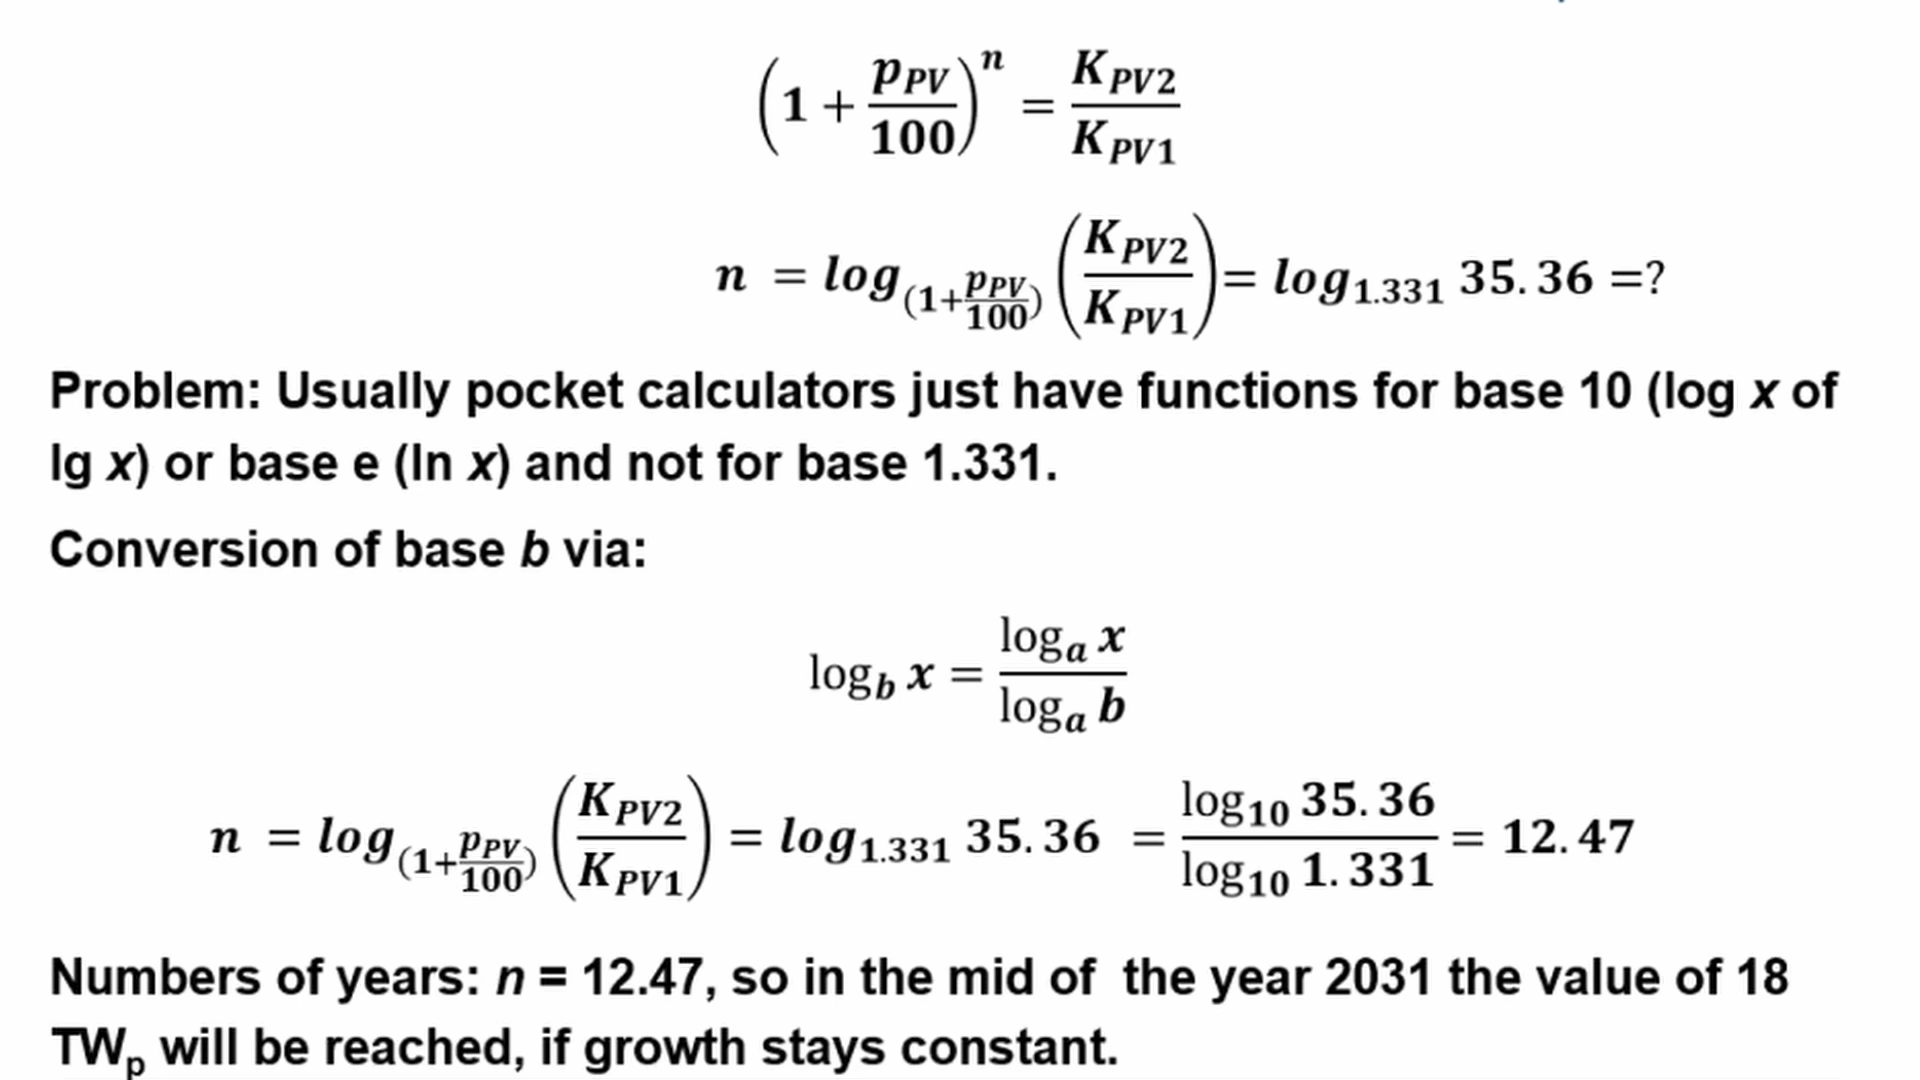 (1 + p_PV/100)^n = K_PV2/K_PV1
n = log_(1+p_PV/100) (K_PV2/K_PV1) = log_1.331 35.36 =?
Problem: Usually pocket calculators just have functions for base 10 (log x of
lg x) or base e (ln x) and not for base 1.331.
Conversion of base b via:
log_b x = log_a x / log_a b
n = log_(1+p_PV/100) (K_PV2/K_PV1) = log_1.331 35.36 = log_10 35.36 / log_10 1.331 = 12.47
Numbers of years: n = 12.47, so in the mid of the year 2031 the value of 18
TW_p will be reached, if growth stays constant.